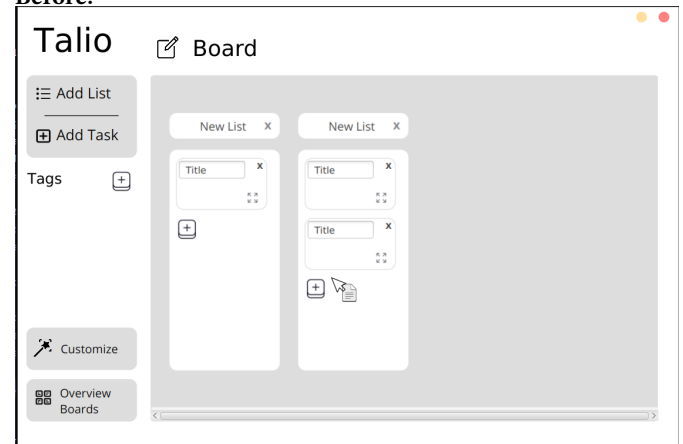 Before:
Talio
Board
Add List
Add Task
Tags
New List x
New List x
Title x
Title x
Title x
Customize
Overview
Boards